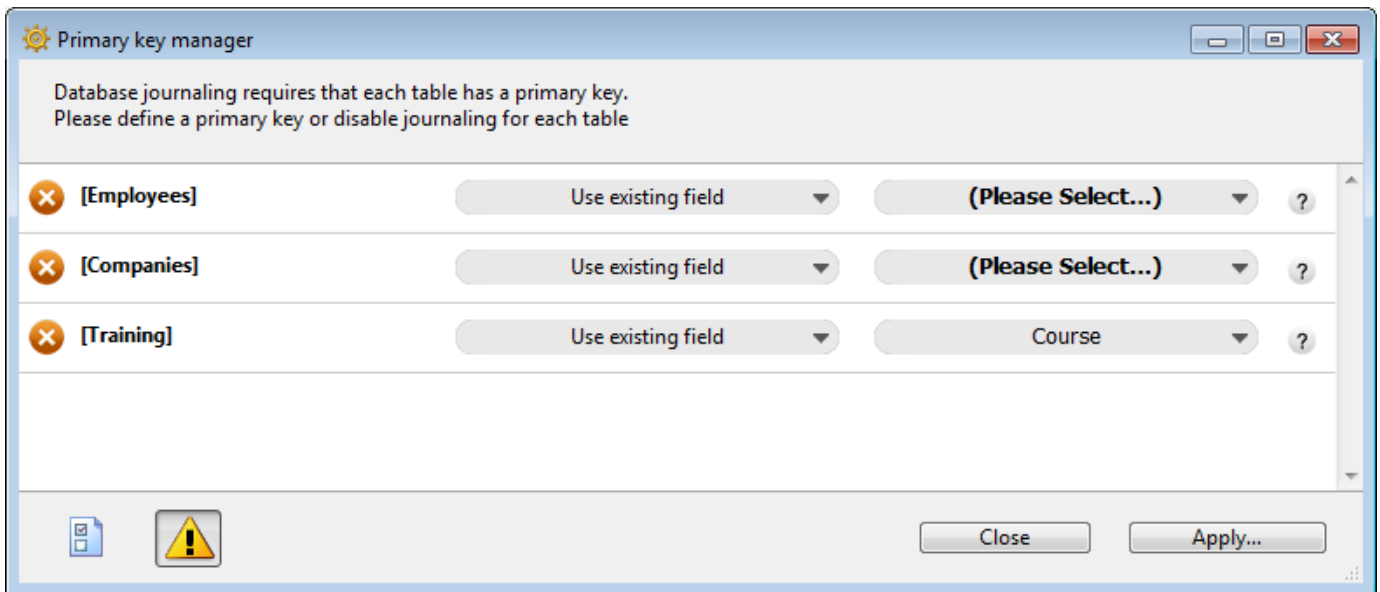 Primary key manager
Database journaling requires that each table has a primary key.
Please define a primary key or disable journaling for each table
[Employees] Use existing field (Please Select...) ?
[Companies] Use existing field (Please Select...) ?
[Training] Use existing field Course ?
Close Apply...